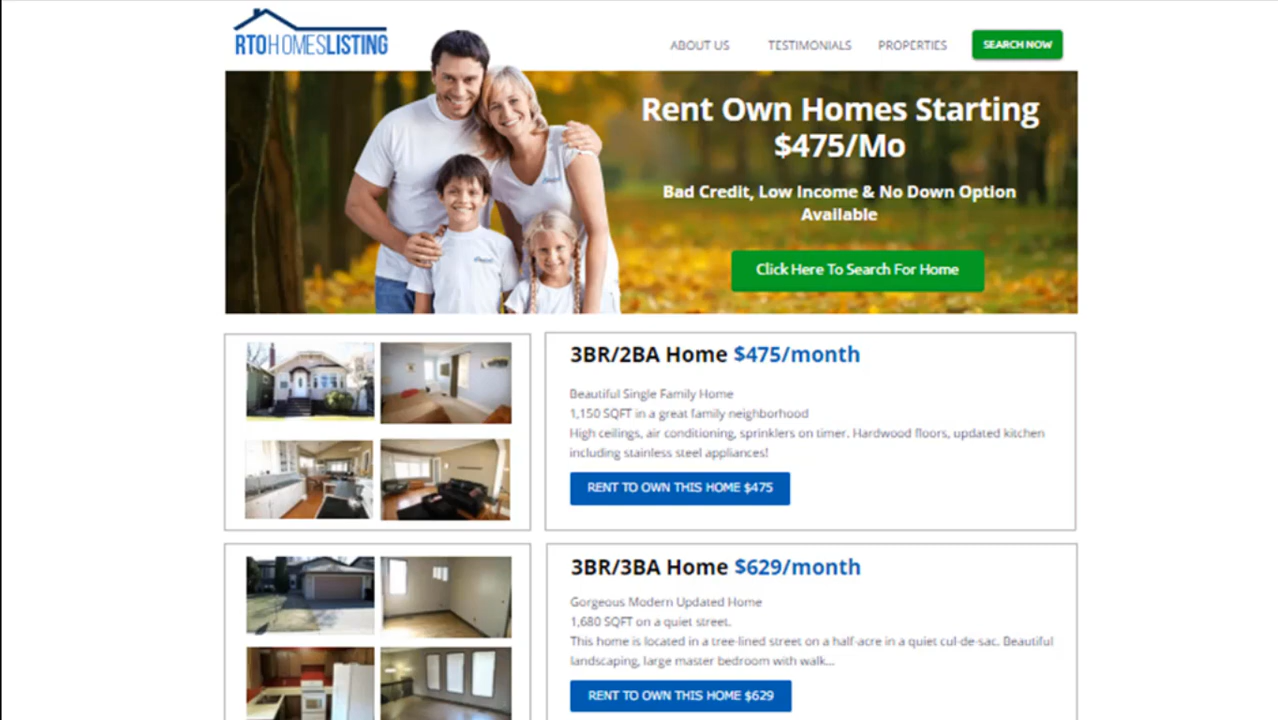 RTOHOMESLISTING
ABOUT US
TESTIMONIALS
PROPERTIES
SEARCH NOW
Rent Own Homes Starting
$475/Mo
Bad Credit, Low Income & No Down Option
Available
Click Here To Search For Home
3BR/2BA Home $475/month
Beautiful Single Family Home
1,150 SQFT in a great family neighborhood
High ceilings, air conditioning, sprinklers on timer. Hardwood floors, updated kitchen
including stainless steel appliances!
RENT TO OWN THIS HOME $475
3BR/3BA Home $629/month
Gorgeous Modern Updated Home
1,680 SQFT on a quiet street.
This home is located in a tree-lined street on a half-acre in a quiet cul-de-sac. Beautiful
landscaping, large master bedroom with walk...
RENT TO OWN THIS HOME $629